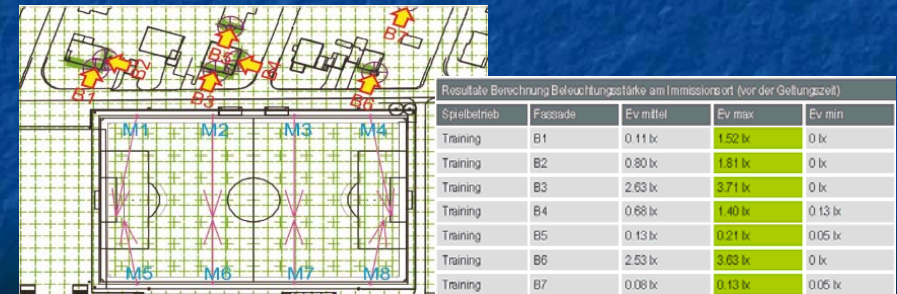 B7
B5
B2
B4
B1
B3
B6
M1 M2 M3 M4
M5 M6 M7 M8
Resultate Berechnung Beleuchtungsstärke am Immissionsort (vor der Geltungszeit)
Spielbetrieb Fassade Ev mittel Ev max Ev min
Training B1 0.11 lx 1.52 lx 0 lx
Training B2 0.80 lx 1.81 lx 0 lx
Training B3 2.63 lx 3.71 lx 0 lx
Training B4 0.68 lx 1.40 lx 0.13 lx
Training B5 0.13 lx 0.21 lx 0.05 lx
Training B6 2.53 lx 3.63 lx 0 lx
Training B7 0.08 lx 0.13 lx 0.05 lx